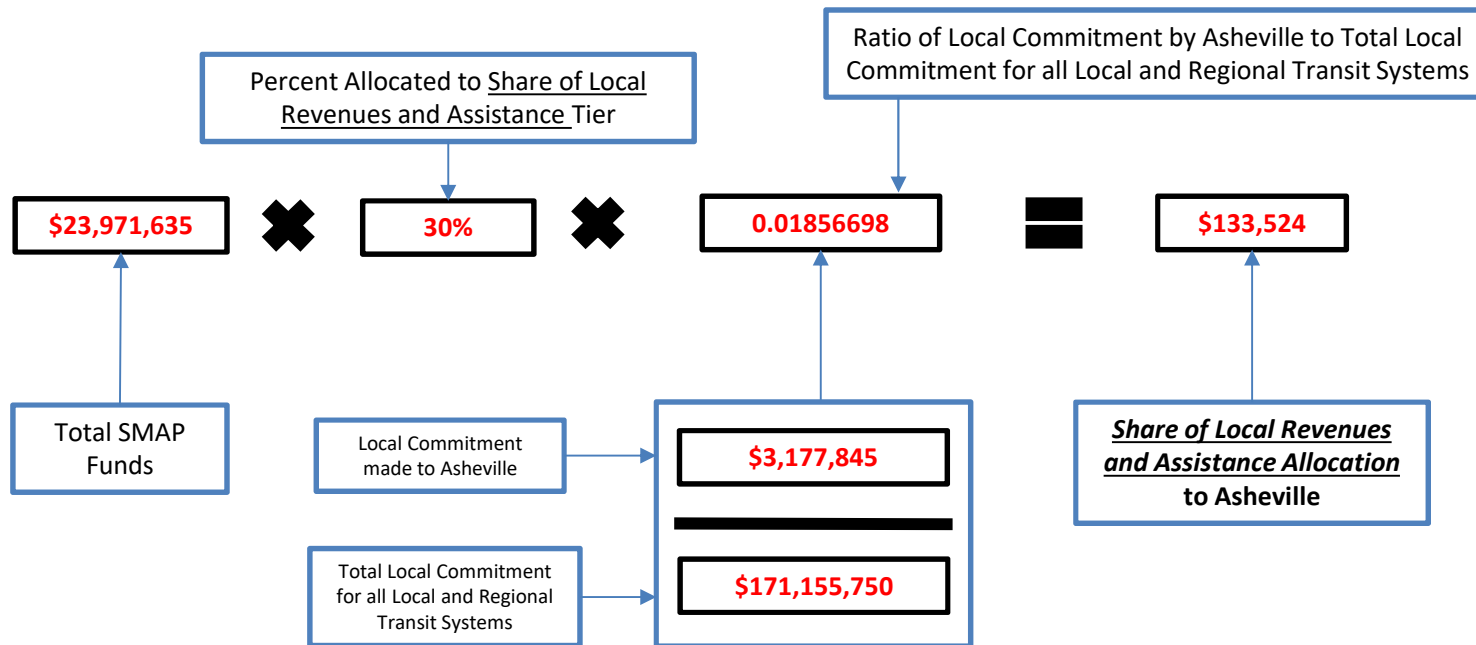 Ratio of Local Commitment by Asheville to Total Local
Commitment for all Local and Regional Transit Systems
Percent Allocated to Share of Local
Revenues and Assistance Tier
$23,971,635
30%
0.01856698
$133,524
Total SMAP
Funds
Local Commitment
made to Asheville
$3,177,845
Share of Local Revenues
and Assistance Allocation
to Asheville
Total Local Commitment
for all Local and Regional
Transit Systems
$171,155,750